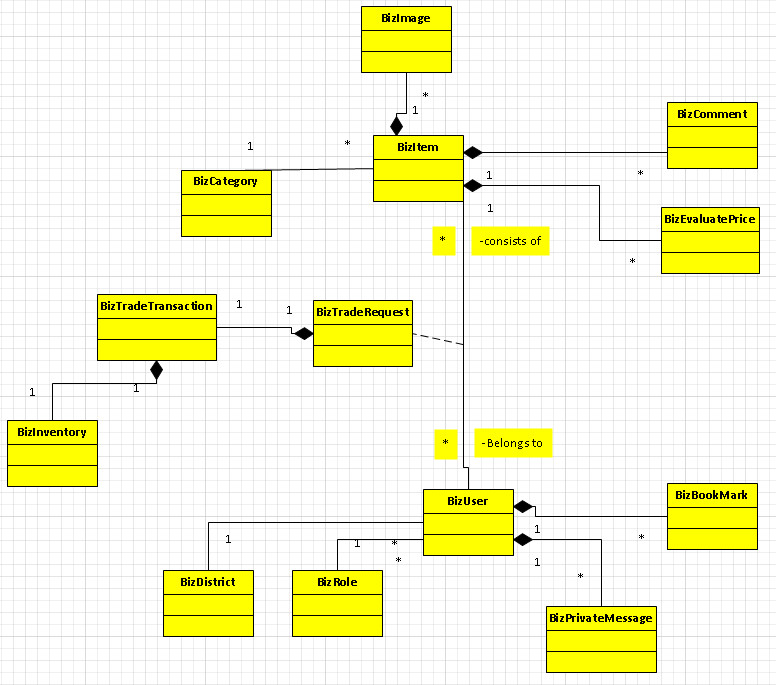 BizImage
*
1
BizComment
BizItem
1
*
*
BizCategory
1
1
BizEvaluatePrice
*
-consists of
*
BizTradeTransaction
1
1
BizTradeRequest
1
1
BizInventory
*
-Belongs to
BizUser
BizBookMark
1
*
1
1
*
*
1
*
BizDistrict
BizRole
BizPrivateMessage